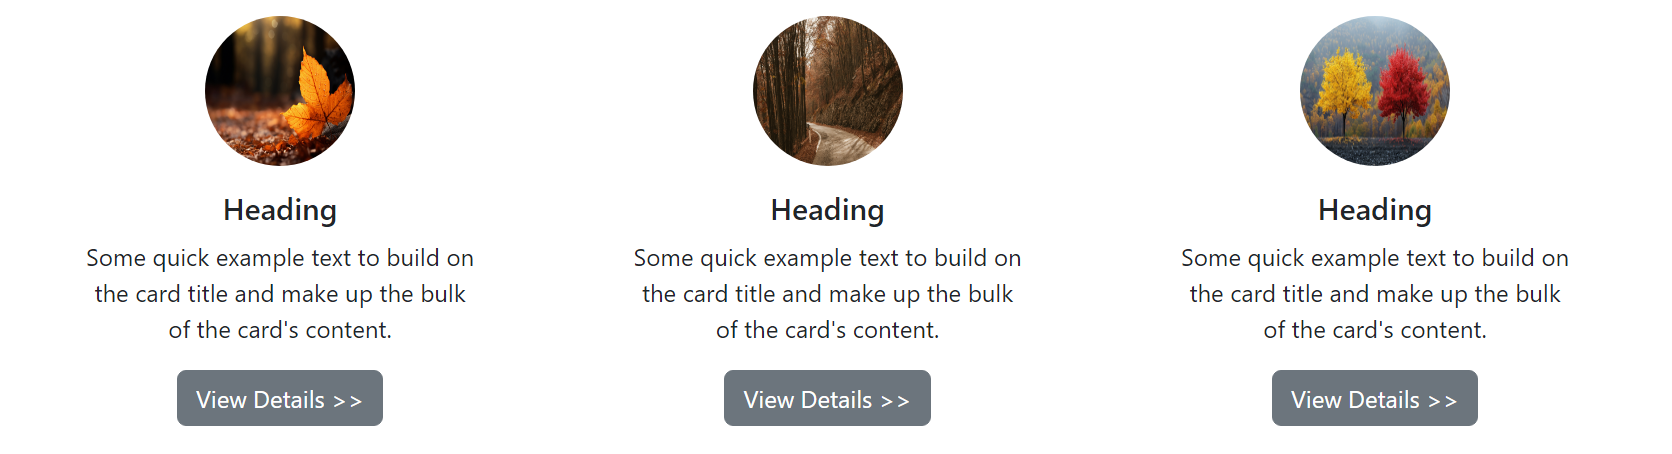 Heading
Some quick example text to build on
the card title and make up the bulk
of the card's content.
View Details >>
Heading
Some quick example text to build on
the card title and make up the bulk
of the card's content.
View Details >>
Heading
Some quick example text to build on
the card title and make up the bulk
of the card's content.
View Details >>